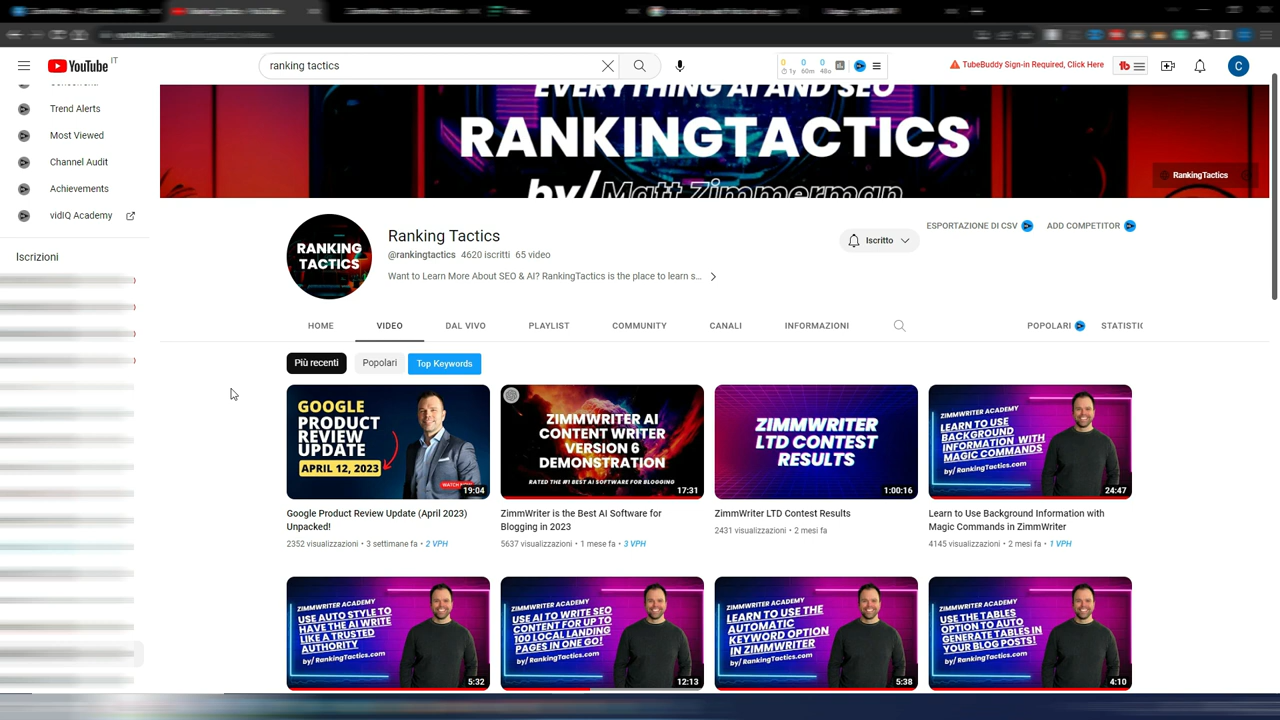 YouTube IT
ranking tactics
0 0 0
1y 60m 48h
TubeBuddy Sign-in Required, Click Here
tb
C
Trend Alerts
Most Viewed
Channel Audit
Achievements
vidIQ Academy
Iscrizioni
EVERYTHING AI AND SEO
RANKINGTACTICS
by/Matt Zimmerman
RankingTactics
RANKING
TACTICS
Ranking Tactics
@rankingtactics 4620 iscritti 65 video
Want to Learn More About SEO & AI? RankingTactics is the place to learn s...
Iscritto
ESPORTAZIONE DI CSV
ADD COMPETITOR
HOME
VIDEO
DAL VIVO
PLAYLIST
COMMUNITY
CANALI
INFORMAZIONI
POPOLARI
STATISTIC
Più recenti
Popolari
Top Keywords
GOOGLE
PRODUCT
REVIEW
UPDATE
APRIL 12, 2023
19:04
Google Product Review Update (April 2023)
Unpacked!
2352 visualizzazioni • 3 settimane fa • 2 VPH
ZIMMWRITER AI
CONTENT WRITER
VERSION 6
DEMONSTRATION
RATED THE #1 BEST AI SOFTWARE FOR BLOGGING
17:31
ZimmWriter is the Best AI Software for
Blogging in 2023
5637 visualizzazioni • 1 mese fa • 3 VPH
ZIMMWRITER
LTD CONTEST
RESULTS
1:00:16
ZimmWriter LTD Contest Results
2431 visualizzazioni • 2 mesi fa
ZIMMWRITER ACADEMY
LEARN TO USE
BACKGROUND
INFORMATION WITH
MAGIC COMMANDS
by/ RankingTactics.com
24:47
Learn to Use Background Information with
Magic Commands in ZimmWriter
4145 visualizzazioni • 2 mesi fa • 1 VPH
ZIMMWRITER ACADEMY
USE AUTO STYLE TO
HAVE THE AI WRITE
LIKE A TRUSTED
AUTHORITY
by/ RankingTactics.com
5:32
ZIMMWRITER ACADEMY
USE AI TO WRITE SEO
CONTENT FOR UP TO
100 LOCAL LANDING
PAGES IN ONE GO!
by/ RankingTactics.com
12:13
ZIMMWRITER ACADEMY
LEARN TO USE THE
AUTOMATIC
KEYWORD OPTION
IN ZIMMWRITER
by/ RankingTactics.com
5:38
ZIMMWRITER ACADEMY
USE THE TABLES
OPTION TO AUTO
GENERATE TABLES IN
YOUR BLOG POSTS!
by/ RankingTactics.com
4:10